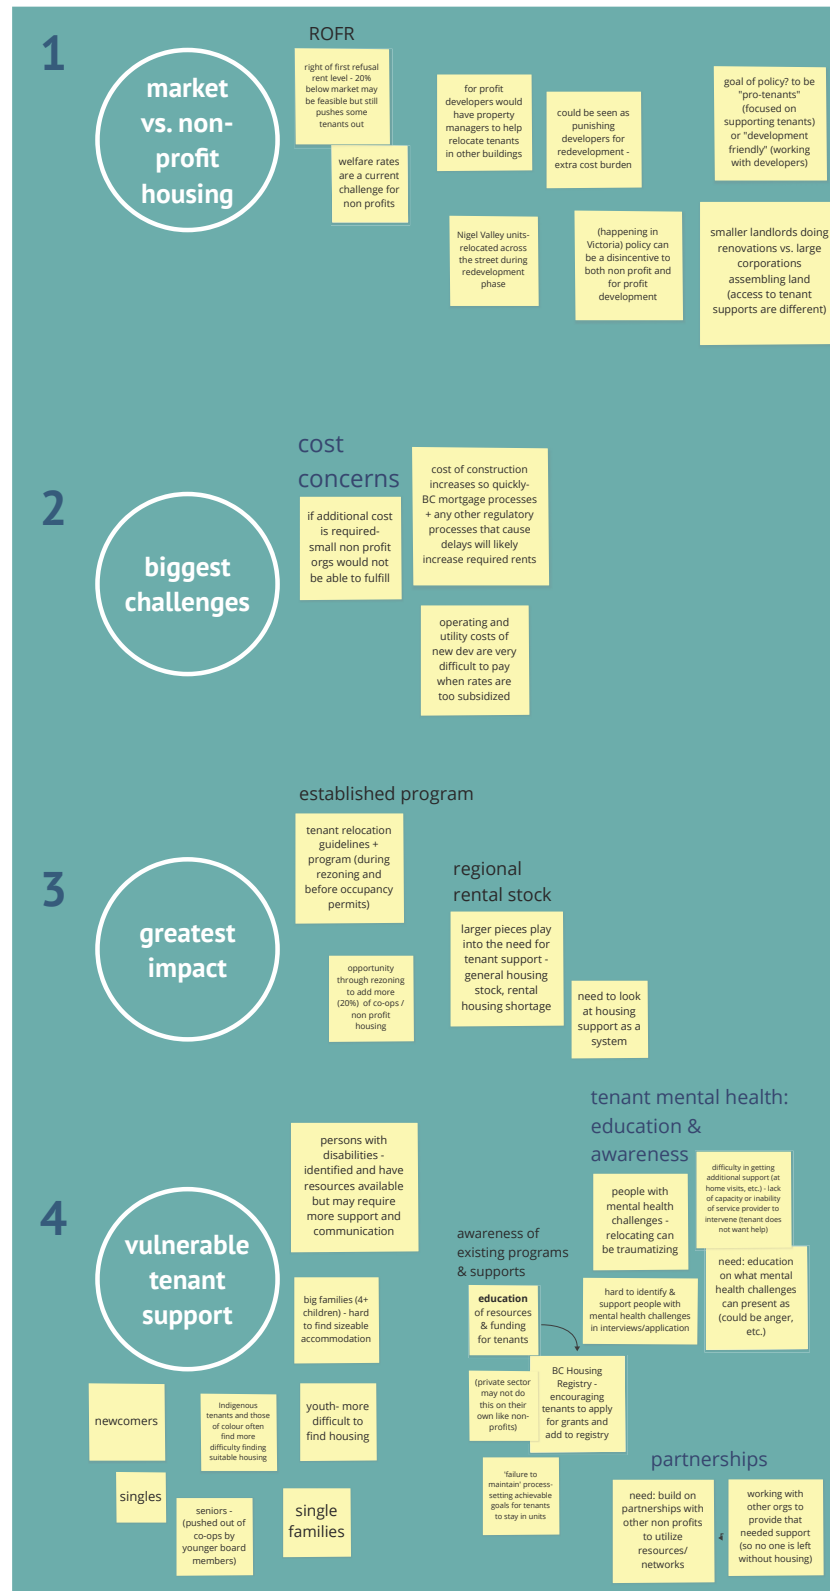 1
market
vs. non-
profit
housing
ROFR
right of first refusal
rent level - 20%
below market may
be feasible but still
pushes some
tenants out
welfare rates
are a current
challenge for
non profits
for profit
developers would
have property
managers to help
relocate tenants
in other buildings
could be seen as
punishing
developers for
redevelopment -
extra cost burden
goal of policy? to be
"pro-tenants"
(focused on
supporting tenants)
or "development
friendly" (working
with developers)
Nigel Valley units-
relocated across
the street during
redevelopment
phase
(happening in
Victoria) policy can
be a disincentive to
both non profit and
for profit
development
smaller landlords doing
renovations vs. large
corporations
assembling land
(access to tenant
supports are different)
2
biggest
challenges
cost
concerns
if additional cost
is required-
small non profit
orgs would not
be able to fulfill
cost of construction
increases so quickly-
BC mortgage processes
+ any other regulatory
processes that cause
delays will likely
increase required rents
operating and
utility costs of
new dev are very
difficult to pay
when rates are
too subsidized
3
greatest
impact
established program
tenant relocation
guidelines +
program (during
rezoning and
before occupancy
permits)
opportunity
through rezoning
to add more
(20%) of co-ops /
non profit
housing
regional
rental stock
larger pieces play
into the need for
tenant support -
general housing
stock, rental
housing shortage
need to look
at housing
support as a
system
4
vulnerable
tenant
support
persons with
disabilities -
identified and have
resources available
but may require
more support and
communication
big families (4+
children) - hard
to find sizeable
accommodation
newcomers
Indigenous
tenants and those
of colour often
find more
difficulty finding
suitable housing
youth- more
difficult to
find housing
singles
seniors -
(pushed out of
co-ops by
younger board
members)
single
families
awareness of
existing programs
& supports
education
of resources
& funding
for tenants
(private sector
may not do
this on their
own like non-
profits)
BC Housing
Registry -
encouraging
tenants to apply
for grants and
add to registry
'failure to
maintain' process-
setting achievable
goals for tenants
to stay in units
tenant mental health:
education &
awareness
people with
mental health
challenges -
relocating can
be traumatizing
difficulty in getting
additional support (at
home visits, etc.) - lack
of capacity or inability
of service provider to
intervene (tenant does
not want help)
hard to identify &
support people with
mental health challenges
in interviews/application
need: education
on what mental
health challenges
can present as
(could be anger,
etc.)
partnerships
need: build on
partnerships with
other non profits
to utilize
resources/
networks
working with
other orgs to
provide that
needed support
(so no one is left
without housing)